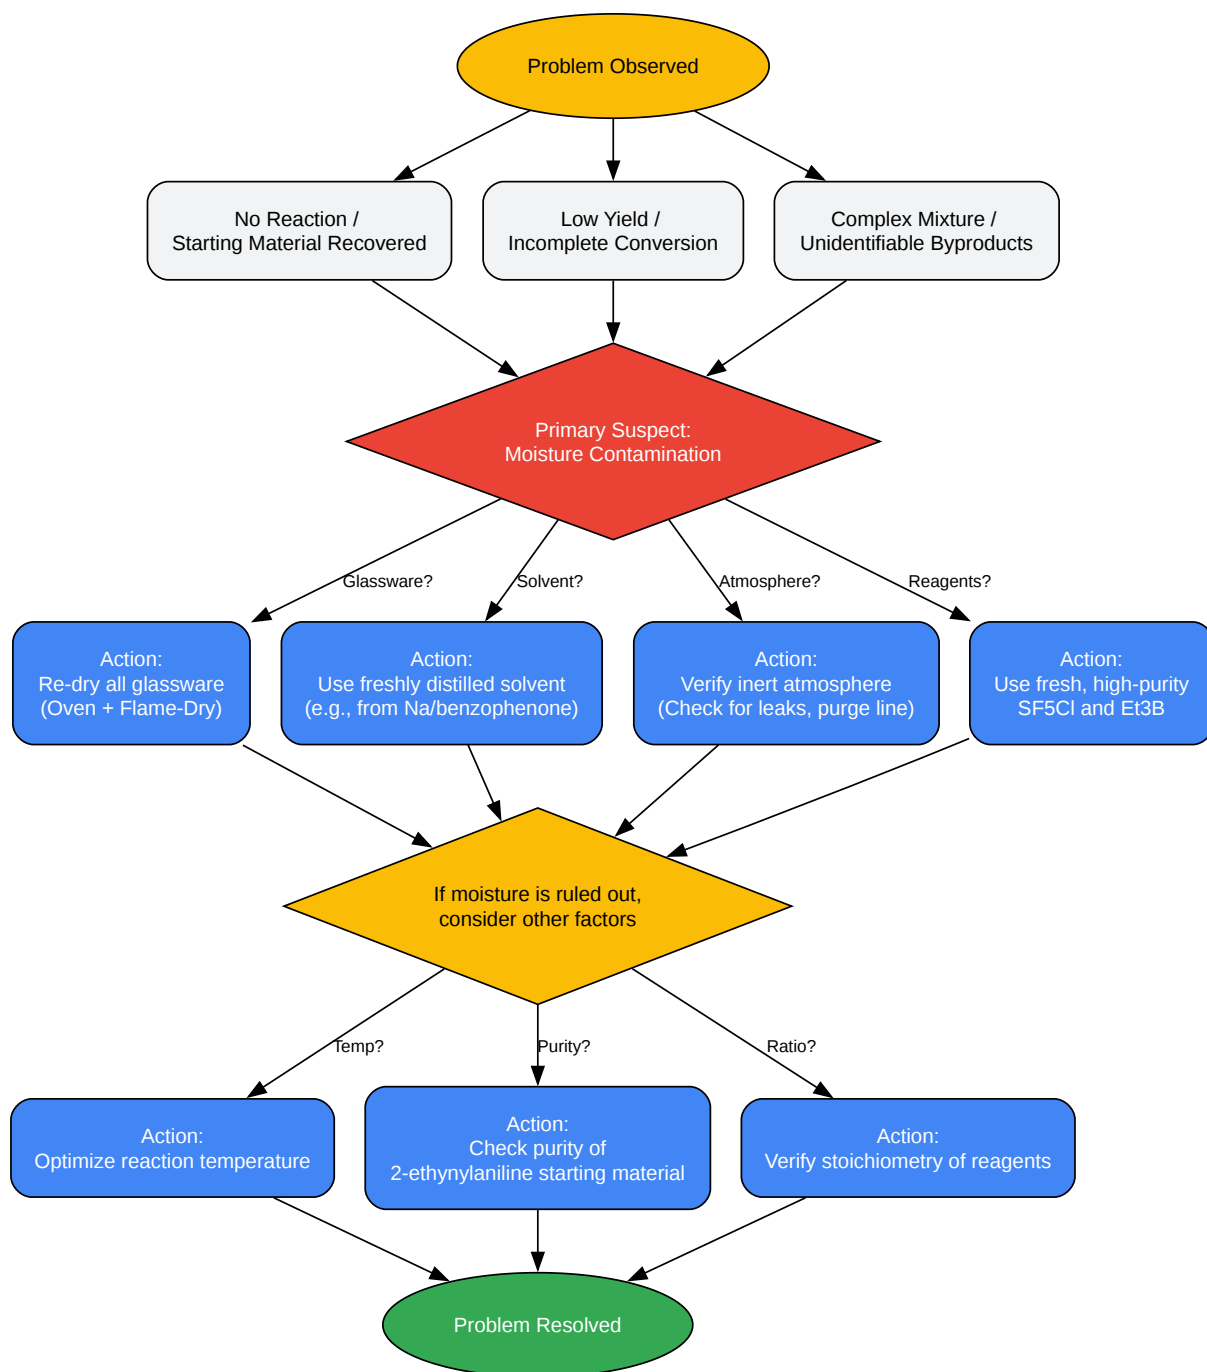 Problem Observed
No Reaction /
Starting Material Recovered
Low Yield /
Incomplete Conversion
Complex Mixture /
Unidentifiable Byproducts
Primary Suspect:
Moisture Contamination
Glassware?
Solvent?
Atmosphere?
Reagents?
Action:
Re-dry all glassware
(Oven + Flame-Dry)
Action:
Use freshly distilled solvent
(e.g., from Na/benzophenone)
Action:
Verify inert atmosphere
(Check for leaks, purge line)
Action:
Use fresh, high-purity
SF5Cl and Et3B
If moisture is ruled out,
consider other factors
Temp?
Purity?
Ratio?
Action:
Optimize reaction temperature
Action:
Check purity of
2-ethynylaniline starting material
Action:
Verify stoichiometry of reagents
Problem Resolved